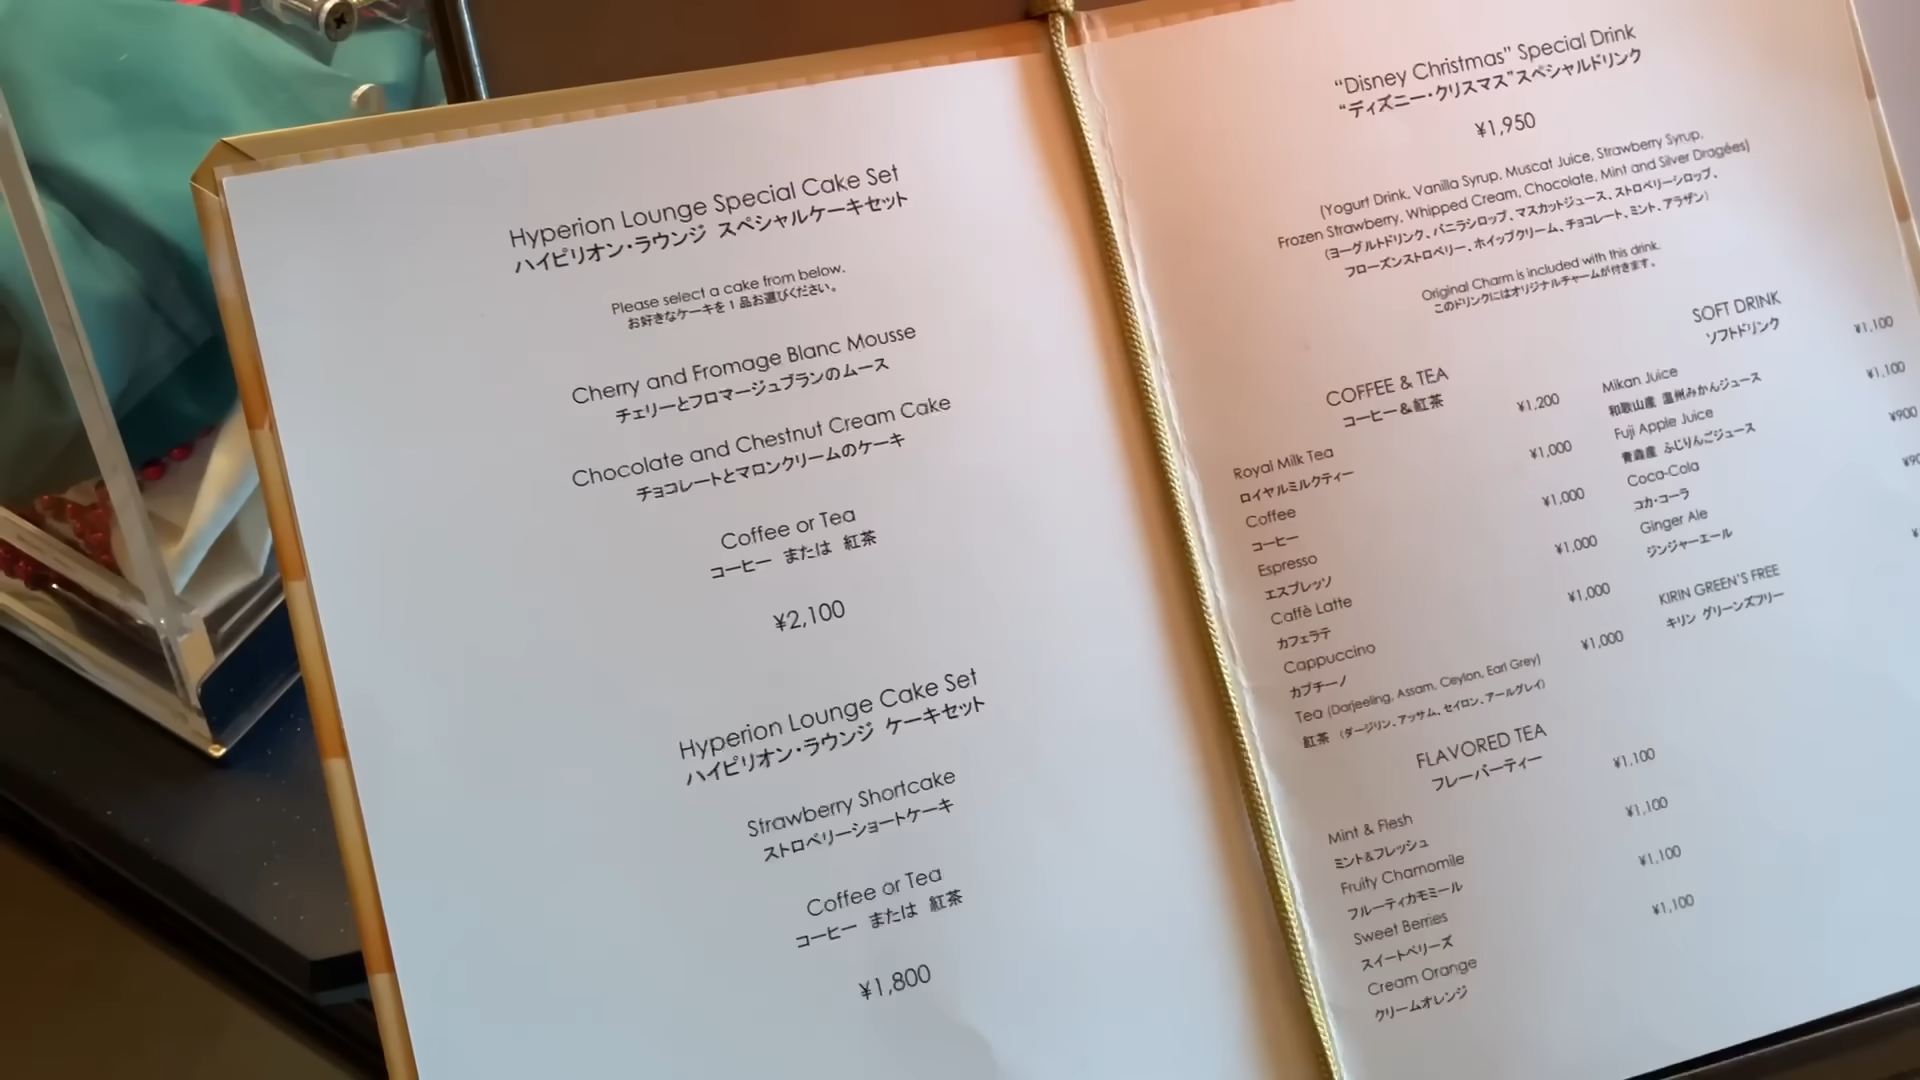 Hyperion Lounge Special Cake Set
ハイピリオン・ラウンジ スペシャルケーキセット
Please select a cake from below.
お好きなケーキを1品お選びください。
Cherry and Fromage Blanc Mousse
チェリーとフロマージュブランのムース
Chocolate and Chestnut Cream Cake
チョコレートとマロンクリームのケーキ
Coffee or Tea
コーヒー または 紅茶
¥2,100
Hyperion Lounge Cake Set
ハイピリオン・ラウンジ ケーキセット
Strawberry Shortcake
ストロベリーショートケーキ
Coffee or Tea
コーヒー または 紅茶
¥1,800
“Disney Christmas” Special Drink
“ディズニー・クリスマス”スペシャルドリンク
¥1,950
(Yogurt Drink, Vanilla Syrup, Muscat Juice, Strawberry Syrup,
Frozen Strawberry, Whipped Cream, Chocolate, Mint and Silver Dragées)
(ヨーグルトドリンク、バニラシロップ、マスカットジュース、ストロベリーシロップ、
フローズンストロベリー、ホイップクリーム、チョコレート、ミント、アラザン)
Original Charm is included with this drink.
このドリンクにはオリジナルチャームが付きます。
COFFEE & TEA
コーヒー&紅茶
Royal Milk Tea ¥1,200
ロイヤルミルクティー
Coffee ¥1,000
コーヒー
Espresso ¥1,000
エスプレッソ
Caffè Latte ¥1,000
カフェラテ
Cappuccino ¥1,000
カプチーノ
Tea (Darjeeling, Assam, Ceylon, Earl Grey) ¥1,000
紅茶 (ダージリン、アッサム、セイロン、アールグレイ)
FLAVORED TEA
フレーバーティー
Mint & Flesh ¥1,100
ミント&フレッシュ
Fruity Chamomile ¥1,100
フルーティカモミール
Sweet Berries ¥1,100
スイートベリーズ
Cream Orange ¥1,100
クリームオレンジ
SOFT DRINK
ソフトドリンク
Mikan Juice ¥1,100
和歌山産 温州みかんジュース
Fuji Apple Juice ¥1,100
青森産 ふじりんごジュース
Coca-Cola ¥900
コカ・コーラ
Ginger Ale
ジンジャーエール
KIRIN GREEN'S FREE
キリン グリーンズフリー